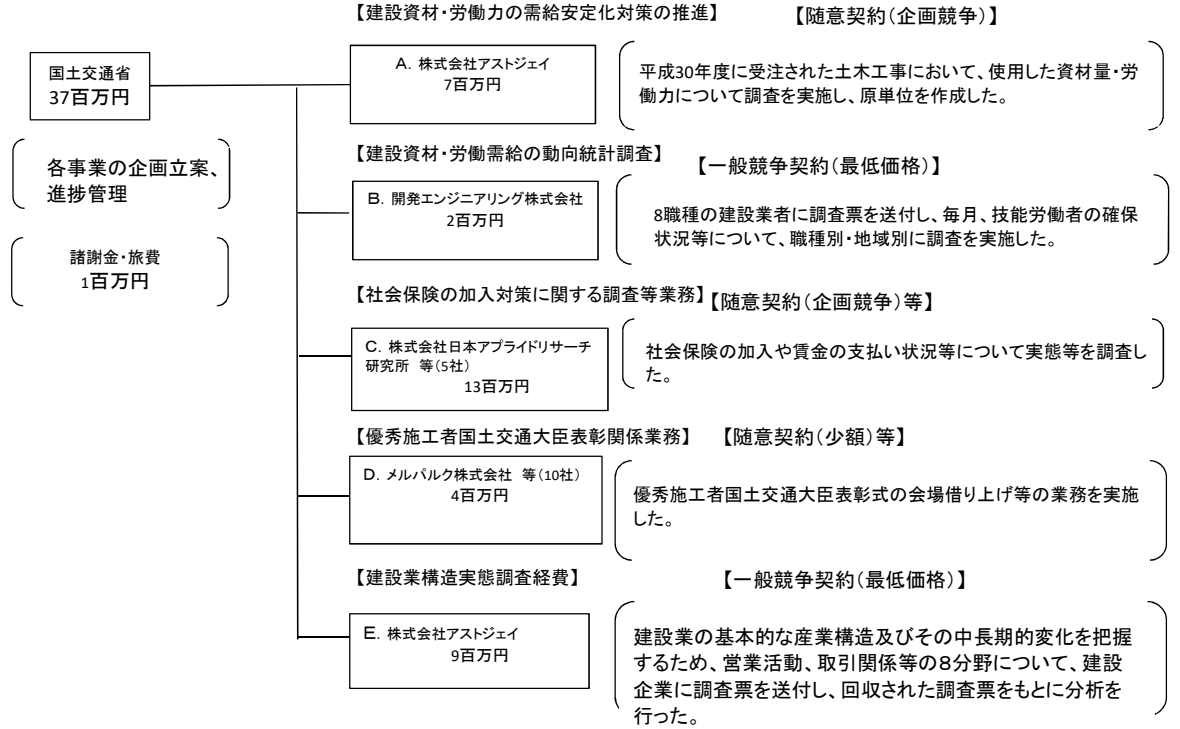 【建設資材・労働力の需給安定化対策の推進】
【随意契約(企画競争)】
国土交通省
37百万円
A. 株式会社アストジェイ
7百万円
平成30年度に受注された土木工事において、使用した資材量・労
働力について調査を実施し、原単位を作成した。
各事業の企画立案、
進捗管理
諸謝金・旅費
1百万円
【建設資材・労働需給の動向統計調査】
【一般競争契約(最低価格)】
B. 開発エンジニアリング株式会社
2百万円
8職種の建設業者に調査票を送付し、毎月、技能労働者の確保
状況等について、職種別・地域別に調査を実施した。
【社会保険の加入対策に関する調査等業務】
【随意契約(企画競争)等】
C. 株式会社日本アプライドリサーチ
研究所 等(5社)
13百万円
社会保険の加入や賃金の支払い状況等について実態等を調査し
た。
【優秀施工者国土交通大臣表彰関係業務】
【随意契約(少額)等】
D. メルパルク株式会社 等(10社)
4百万円
優秀施工者国土交通大臣表彰式の会場借り上げ等の業務を実施
した。
【建設業構造実態調査経費】
【一般競争契約(最低価格)】
E. 株式会社アストジェイ
9百万円
建設業の基本的な産業構造及びその中長期的変化を把握
するため、営業活動、取引関係等の8分野について、建設
企業に調査票を送付し、回収された調査票をもとに分析を
行った。